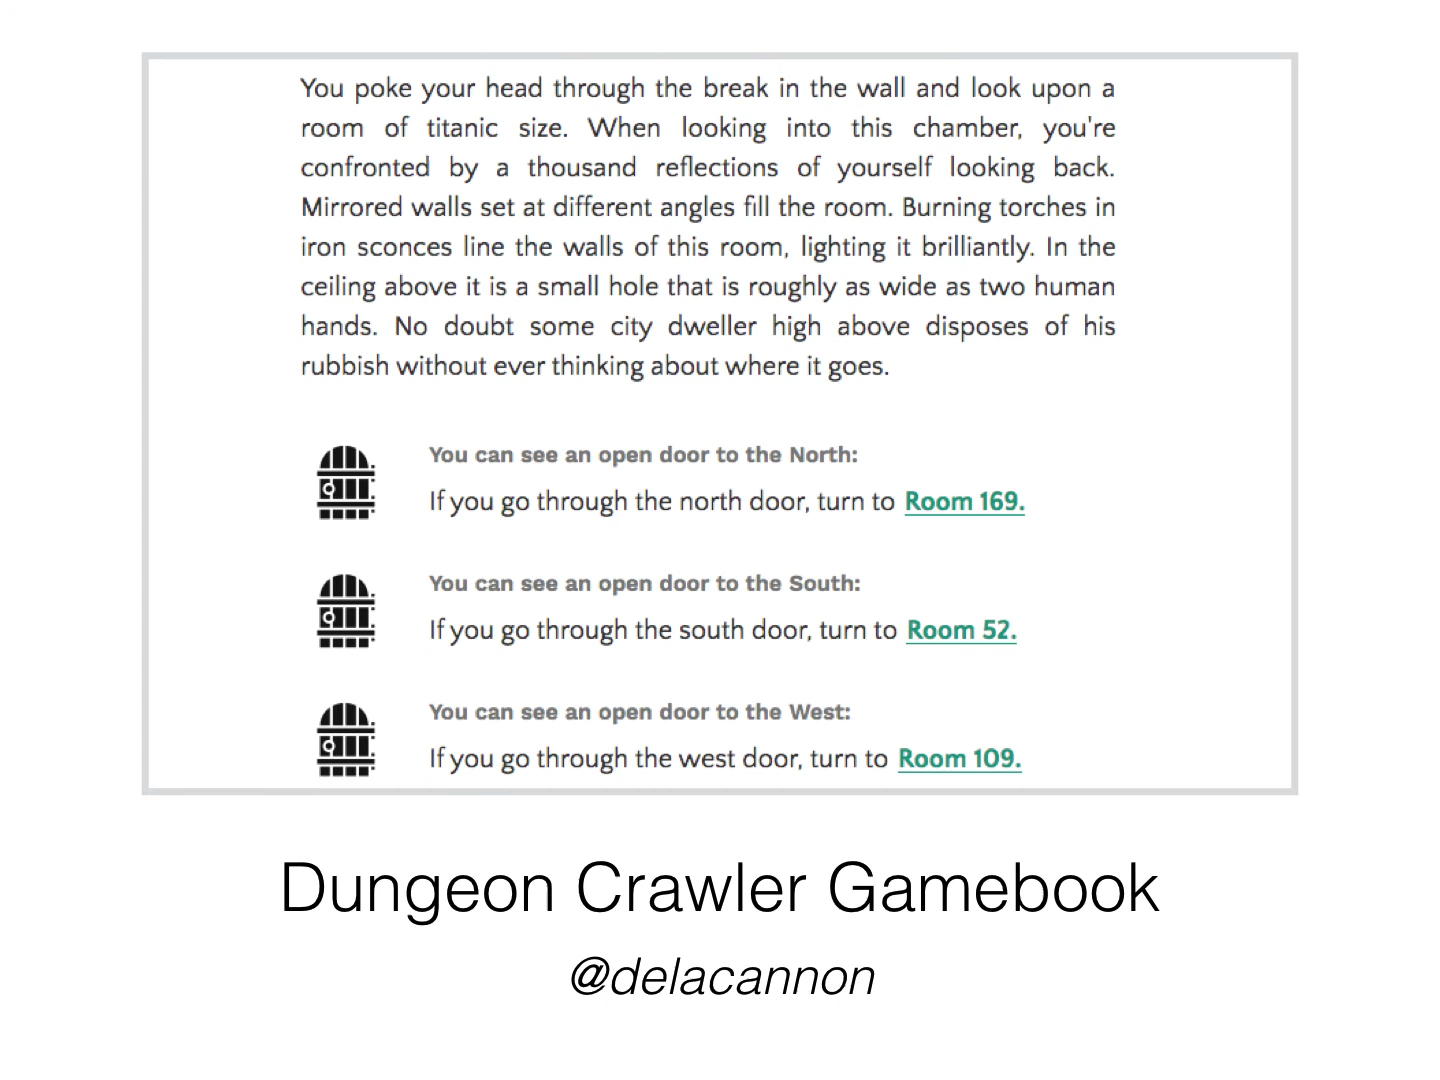 You poke your head through the break in the wall and look upon a
room of titanic size. When looking into this chamber, you're
confronted by a thousand reflections of yourself looking back.
Mirrored walls set at different angles fill the room. Burning torches in
iron sconces line the walls of this room, lighting it brilliantly. In the
ceiling above it is a small hole that is roughly as wide as two human
hands. No doubt some city dweller high above disposes of his
rubbish without ever thinking about where it goes.
You can see an open door to the North:
If you go through the north door, turn to Room 169.
You can see an open door to the South:
If you go through the south door, turn to Room 52.
You can see an open door to the West:
If you go through the west door, turn to Room 109.
Dungeon Crawler Gamebook
@delacannon